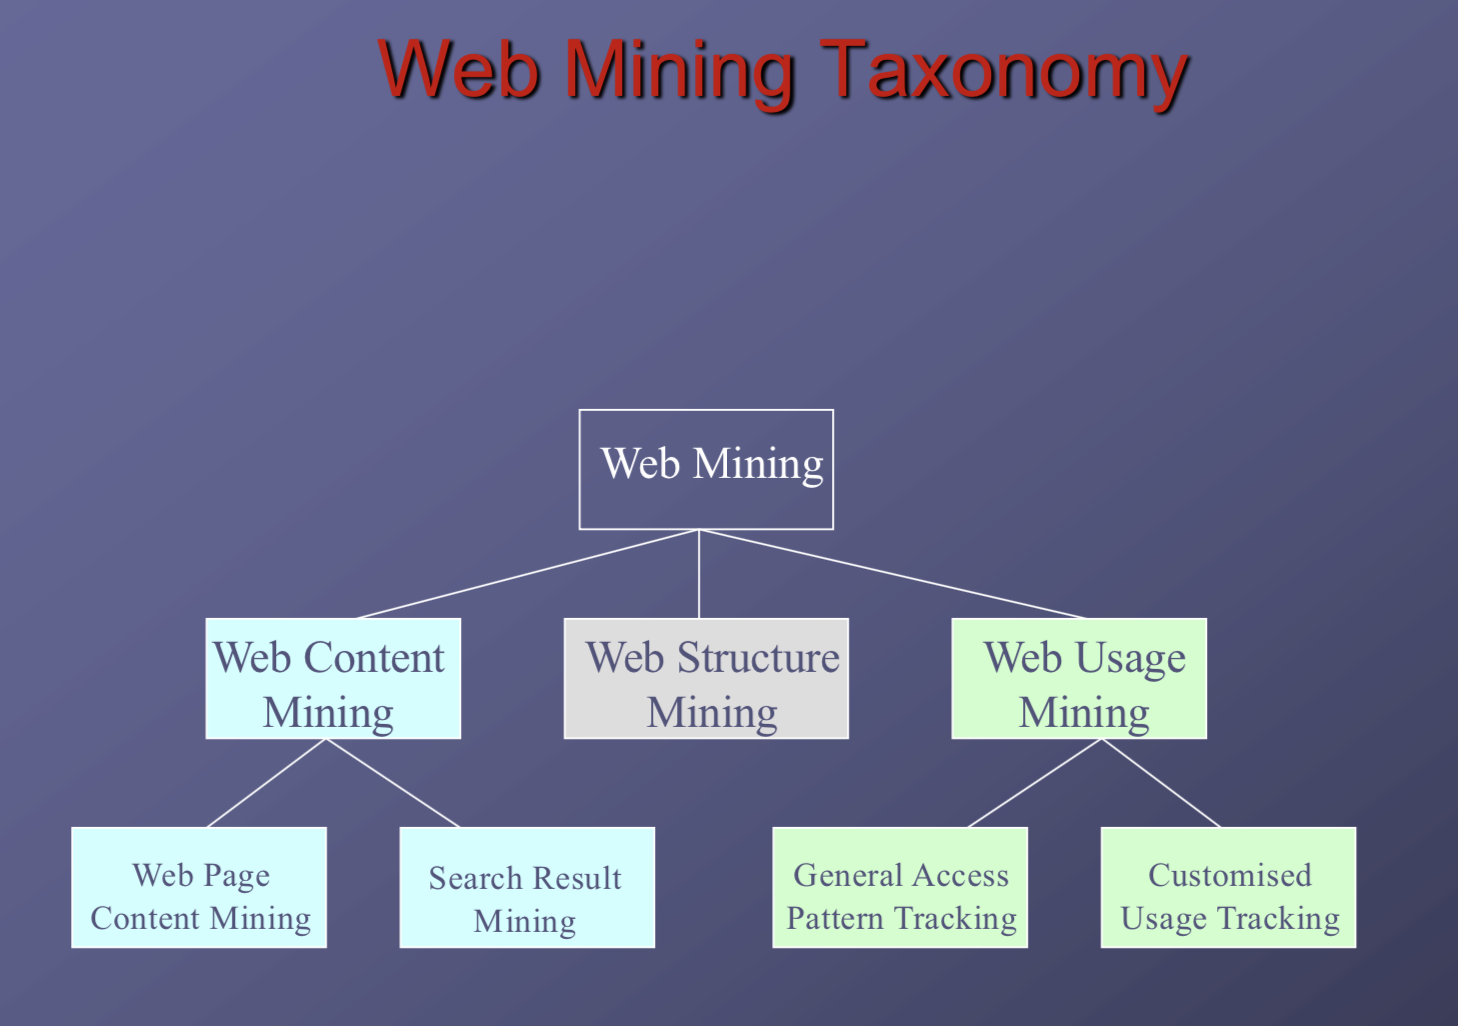 Web Mining Taxonomy
Web Mining
Web Content
Mining
Web Structure
Mining
Web Usage
Mining
Web Page
Content Mining
Search Result
Mining
General Access
Pattern Tracking
Customised
Usage Tracking